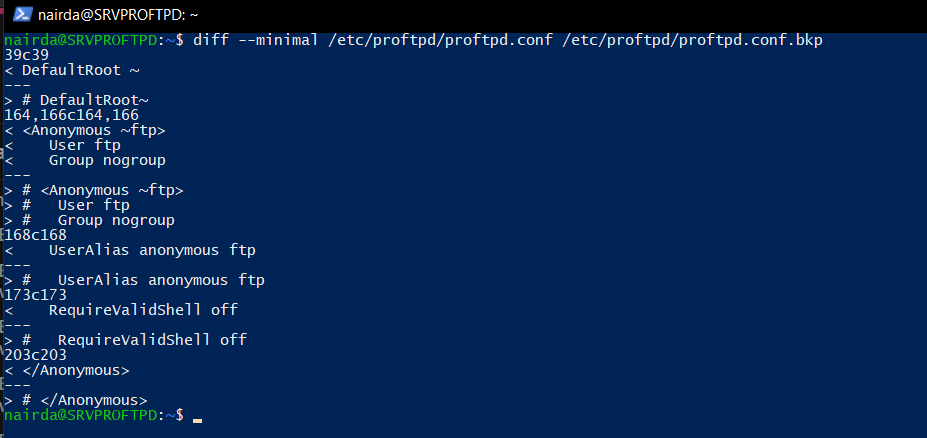 nairda@SRVPROFTPD: ~
nairda@SRVPROFTPD:~$ diff --minimal /etc/proftpd/proftpd.conf /etc/proftpd/proftpd.conf.bkp
39c39
< DefaultRoot ~
---
> # DefaultRoot~
164,166c164,166
< <Anonymous ~ftp>
<    User ftp
<    Group nogroup
---
> # <Anonymous ~ftp>
> #   User ftp
> #   Group nogroup
168c168
<    UserAlias anonymous ftp
---
> #   UserAlias anonymous ftp
173c173
<    RequireValidShell off
---
> #   RequireValidShell off
203c203
< </Anonymous>
---
> # </Anonymous>
nairda@SRVPROFTPD:~$